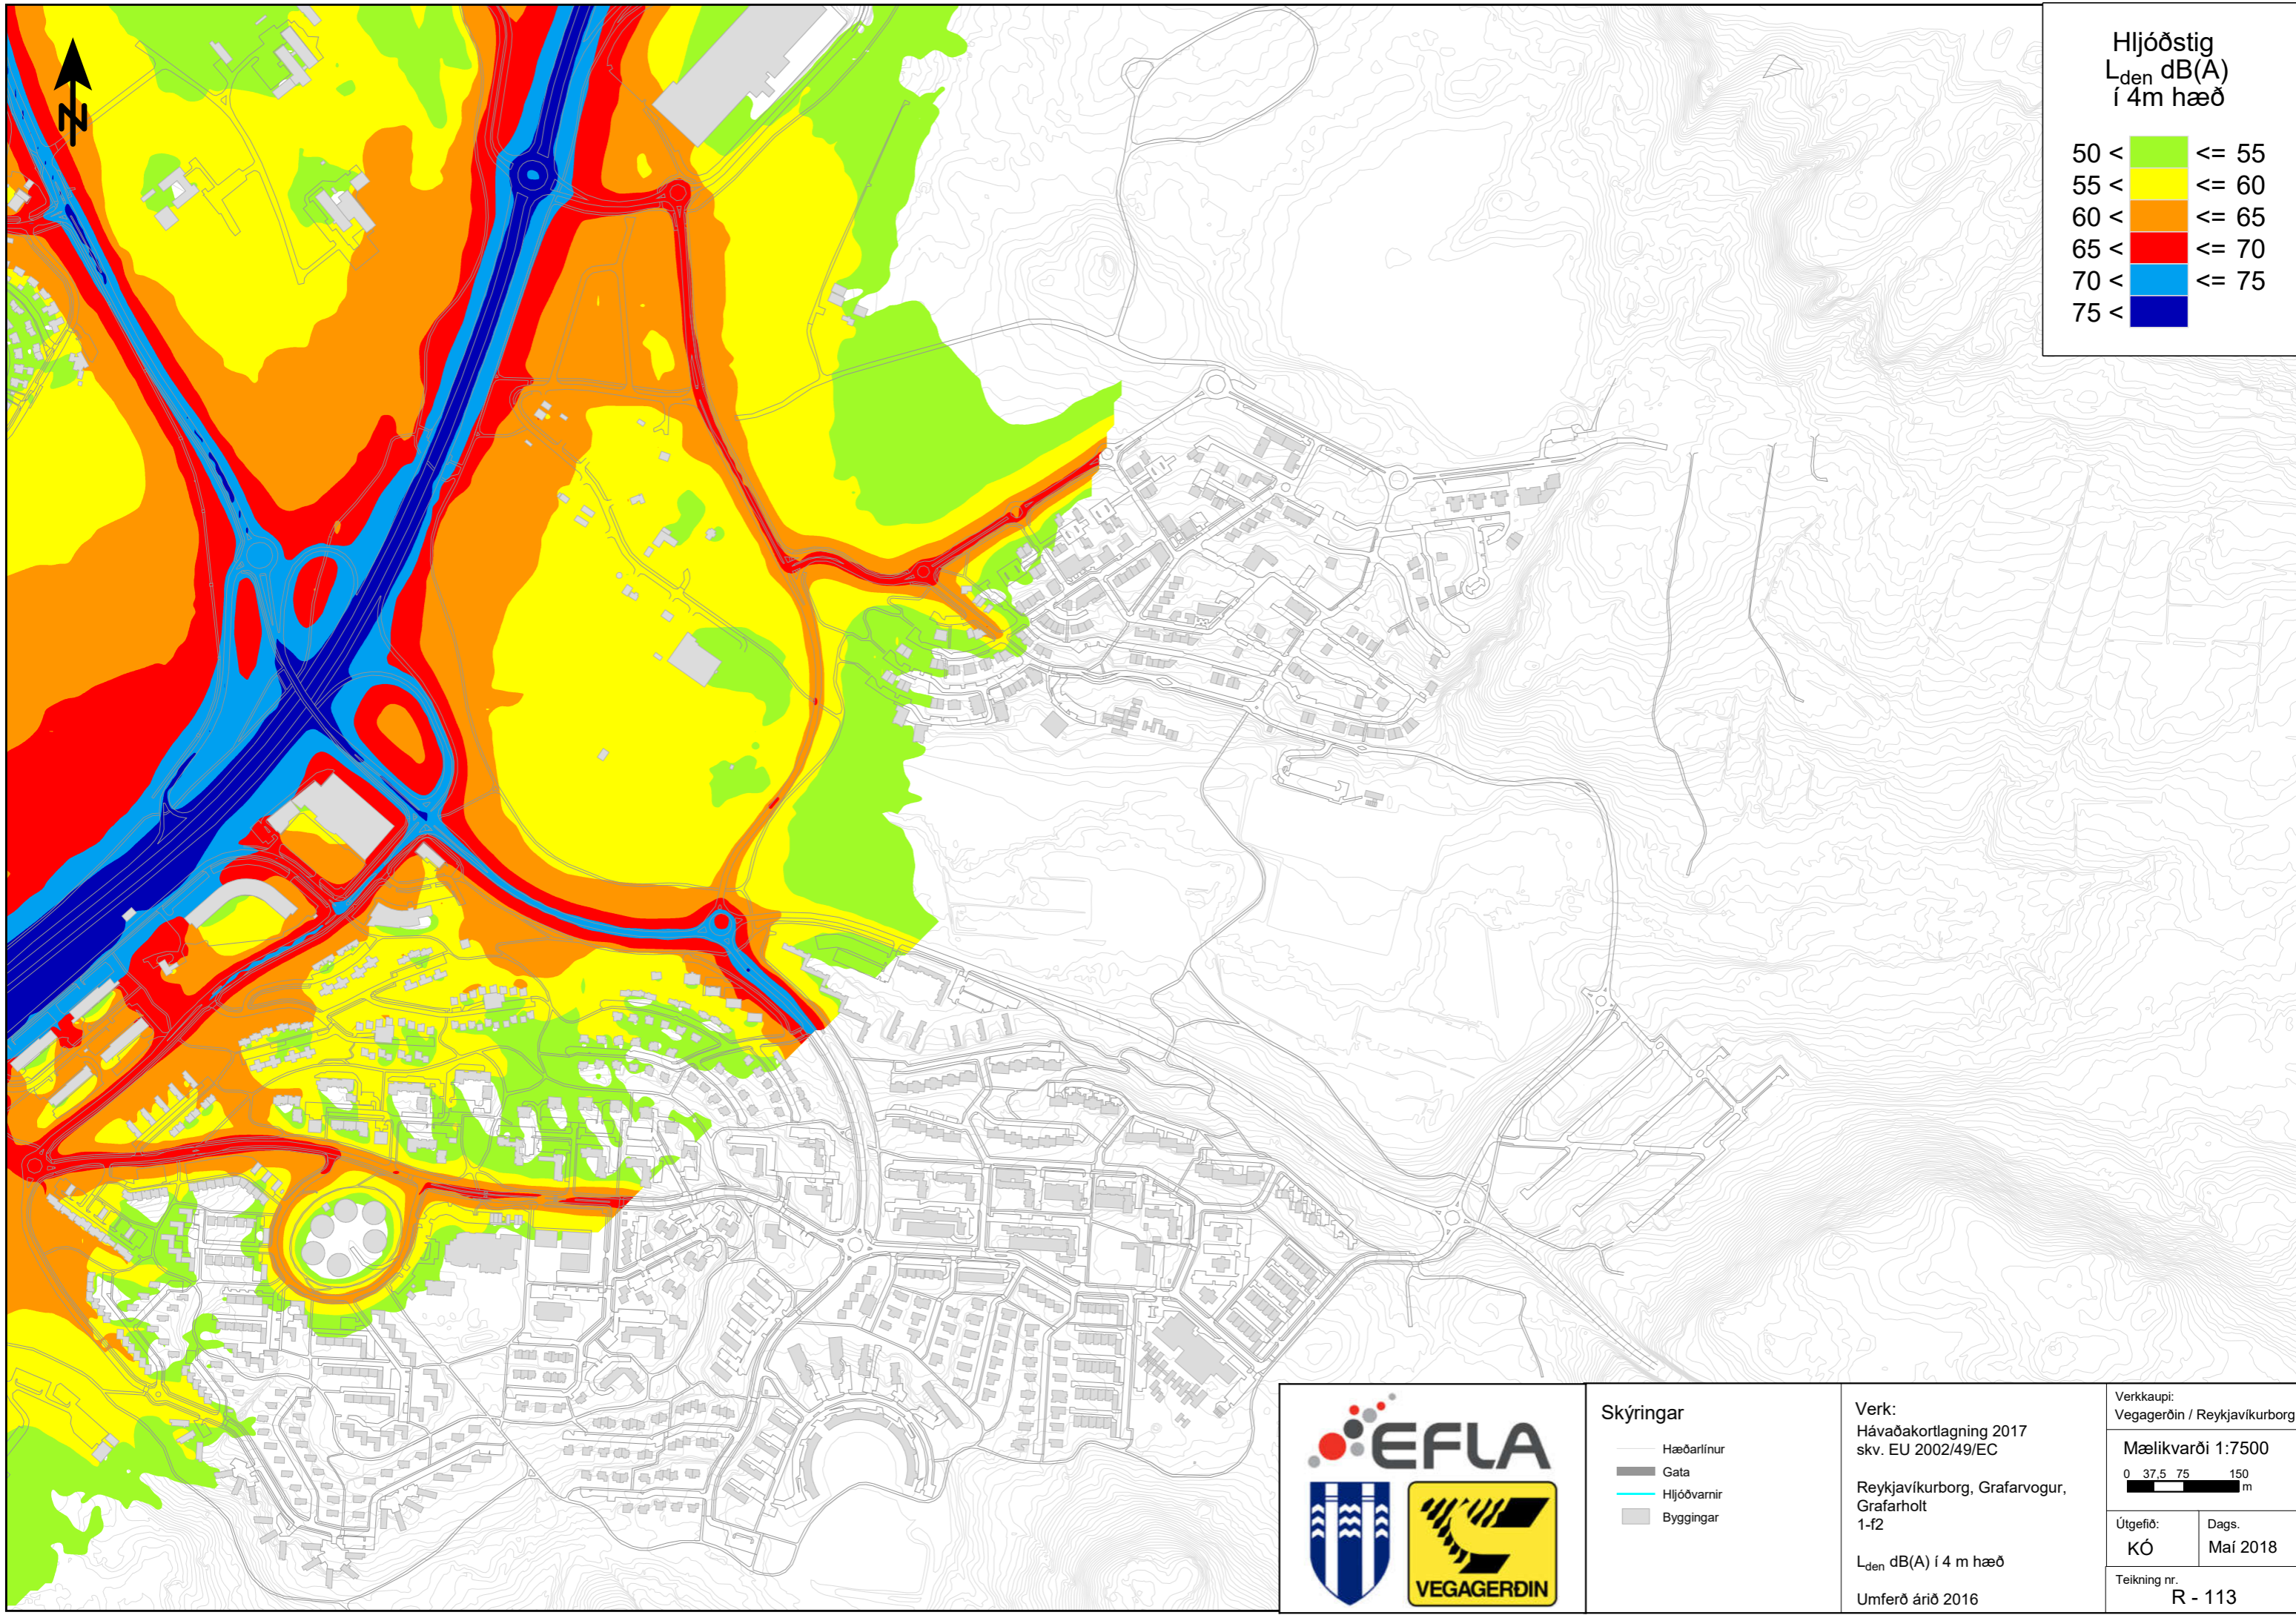 N
Hljóðstig
Lden dB(A)
í 4m hæð
50 < <= 55
55 < <= 60
60 < <= 65
65 < <= 70
70 < <= 75
75 <
EFLA
VEGAGERÐIN
Skýringar
Hæðarlínur
Gata
Hljóðvarnir
Byggingar
Verk:
Hávaðakortlagning 2017
skv. EU 2002/49/EC
Reykjavíkurborg, Grafarvogur,
Grafarholt
1-f2
Lden dB(A) í 4 m hæð
Umferð árið 2016
Verkkaupi:
Vegagerðin / Reykjavíkurborg
Mælikvarði 1:7500
0 37,5 75 150
m
Útgefið:
KÓ
Dags.
Maí 2018
Teikning nr.
R - 113